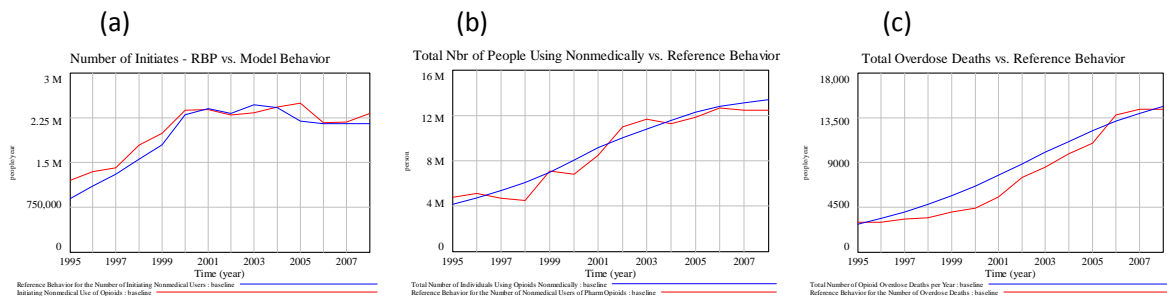 (a)
Number of Initiates - RBP vs. Model Behavior
3 M
2.25 M
1.5 M
750,000
0
people/year
1995 1997 1999 2001 2003 2005 2007
Time (year)
Reference Behavior for the Number of Initiating Nonmedical Users : baseline
Initiating Nonmedical Use of Opioids : baseline
(b)
Total Nbr of People Using Nonmedically vs. Reference Behavior
16 M
12 M
8 M
4 M
0
person
1995 1997 1999 2001 2003 2005 2007
Time (year)
Total Number of Individuals Using Opioids Nonmedically : baseline
Reference Behavior for the Number of Nonmedical Users of Pharm Opioids : baseline
(c)
Total Overdose Deaths vs. Reference Behavior
18,000
13,500
9000
4500
0
people/year
1995 1997 1999 2001 2003 2005 2007
Time (year)
Total Number of Opioid Overdose Deaths per Year : baseline
Reference Behavior for the Number of Overdose Deaths : baseline